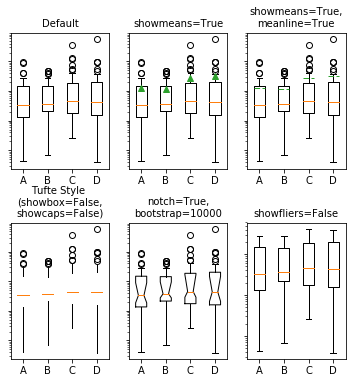 Default
showmeans=True
showmeans=True,
meanline=True
A B C D
A B C D
A B C D
Tufte Style
(showbox=False,
showcaps=False)
notch=True,
bootstrap=10000
showfliers=False
A B C D
A B C D
A B C D